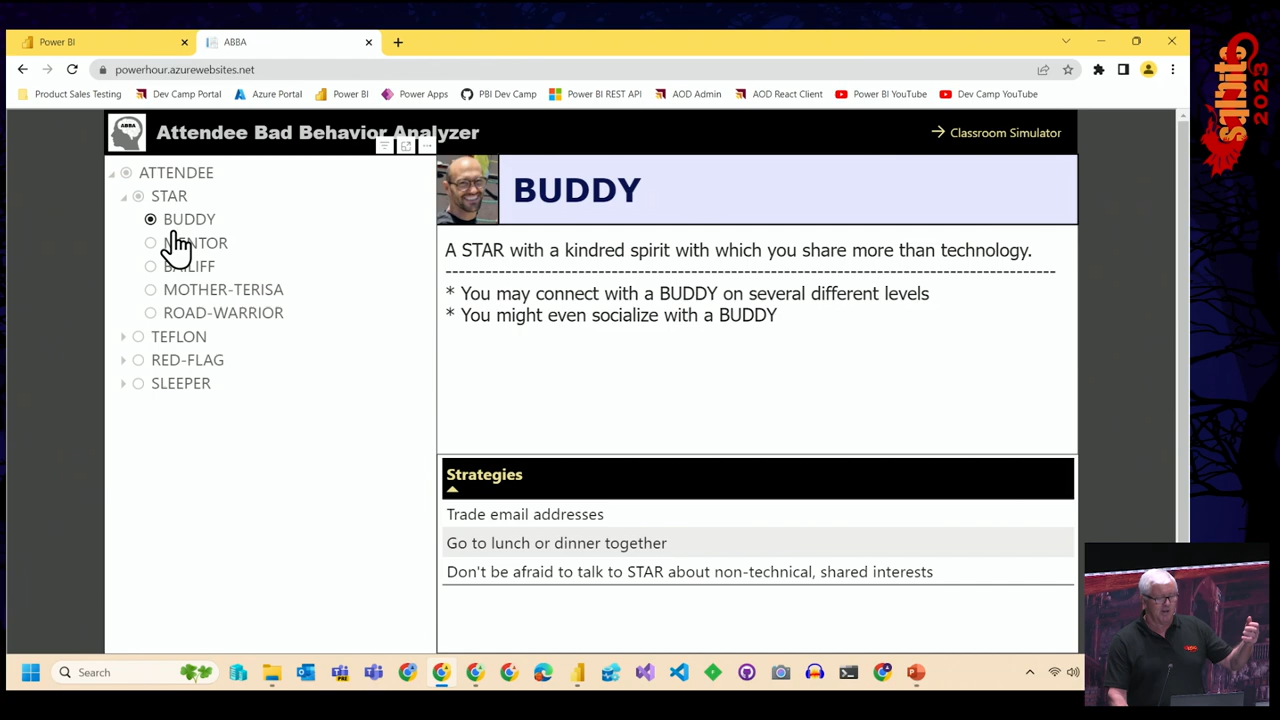 Power BI
ABBA
powerhour.azurewebsites.net
Product Sales Testing
Dev Camp Portal
Azure Portal
Power BI
Power Apps
PBI Dev Camp
Power BI REST API
AOD Admin
AOD React Client
Power BI YouTube
Dev Camp YouTube
sqlbits
2023
ABBA
Attendee Bad Behavior Analyzer
Classroom Simulator
ATTENDEE
STAR
BUDDY
MENTOR
BAILIFF
MOTHER-TERISA
ROAD-WARRIOR
TEFLON
RED-FLAG
SLEEPER
BUDDY
A STAR with a kindred spirit with which you share more than technology.
--------------------------------------------------------------------------------------------
* You may connect with a BUDDY on several different levels
* You might even socialize with a BUDDY
Strategies
Trade email addresses
Go to lunch or dinner together
Don't be afraid to talk to STAR about non-technical, shared interests
Search